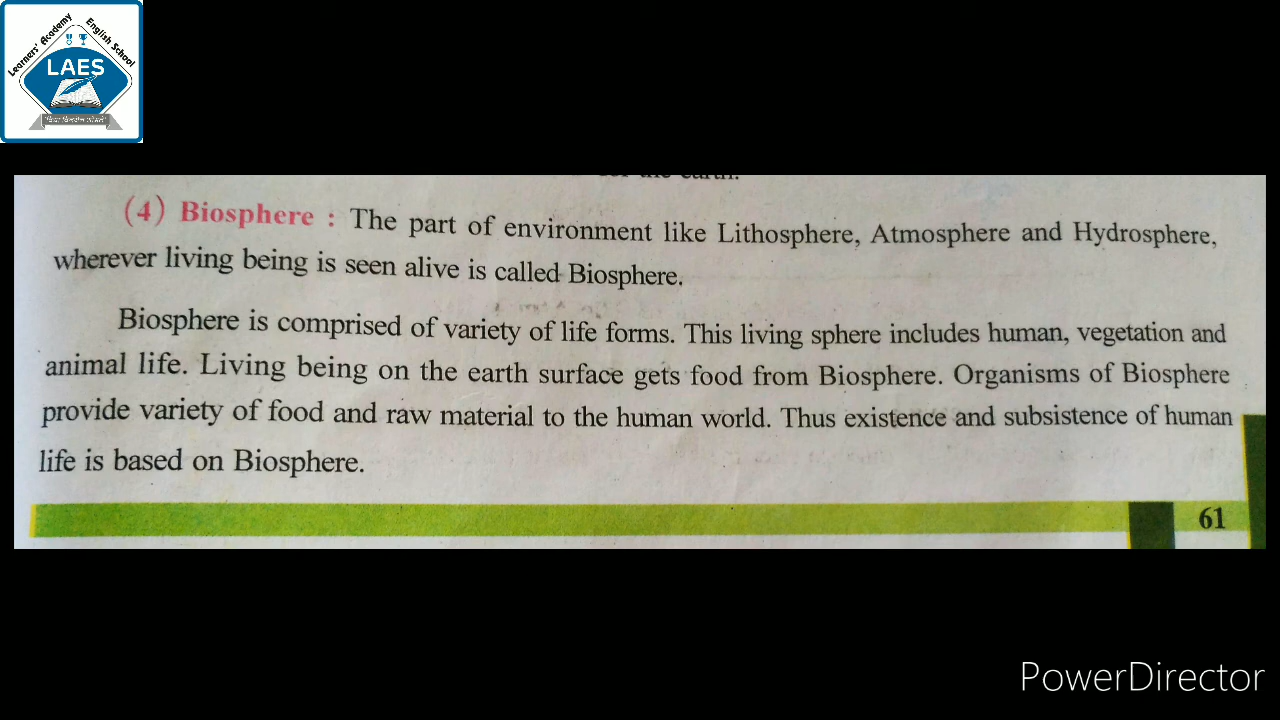 Learners' Academy English School
LAES
for the earth.
(4) Biosphere : The part of environment like Lithosphere, Atmosphere and Hydrosphere,
wherever living being is seen alive is called Biosphere.
Biosphere is comprised of variety of life forms. This living sphere includes human, vegetation and
animal life. Living being on the earth surface gets food from Biosphere. Organisms of Biosphere
provide variety of food and raw material to the human world. Thus existence and subsistence of human
life is based on Biosphere.
61
PowerDirector